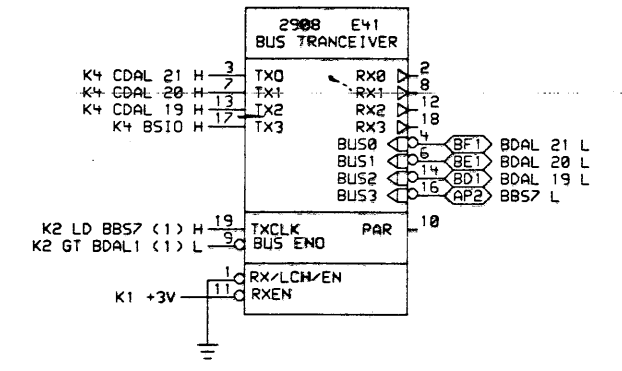 2908 E41
BUS TRANCEIVER
K4 CDAL 21 H 3 TX0 RX0 2
K4 CDAL 20 H 7 TX1 RX1 8
K4 CDAL 19 H 13 TX2 RX2 12
K4 BSIO H 17 TX3 RX3 18
BUS0 4 BF1 BDAL 21 L
BUS1 6 BE1 BDAL 20 L
BUS2 14 BD1 BDAL 19 L
BUS3 16 AP2 BBS7 L
K2 LD BBS7 (1) H 19 TXCLK PAR 10
K2 GT BDAL1 (1) L 9 BUS ENO
1 RX/LCH/EN
K1 +3V 11 RXEN